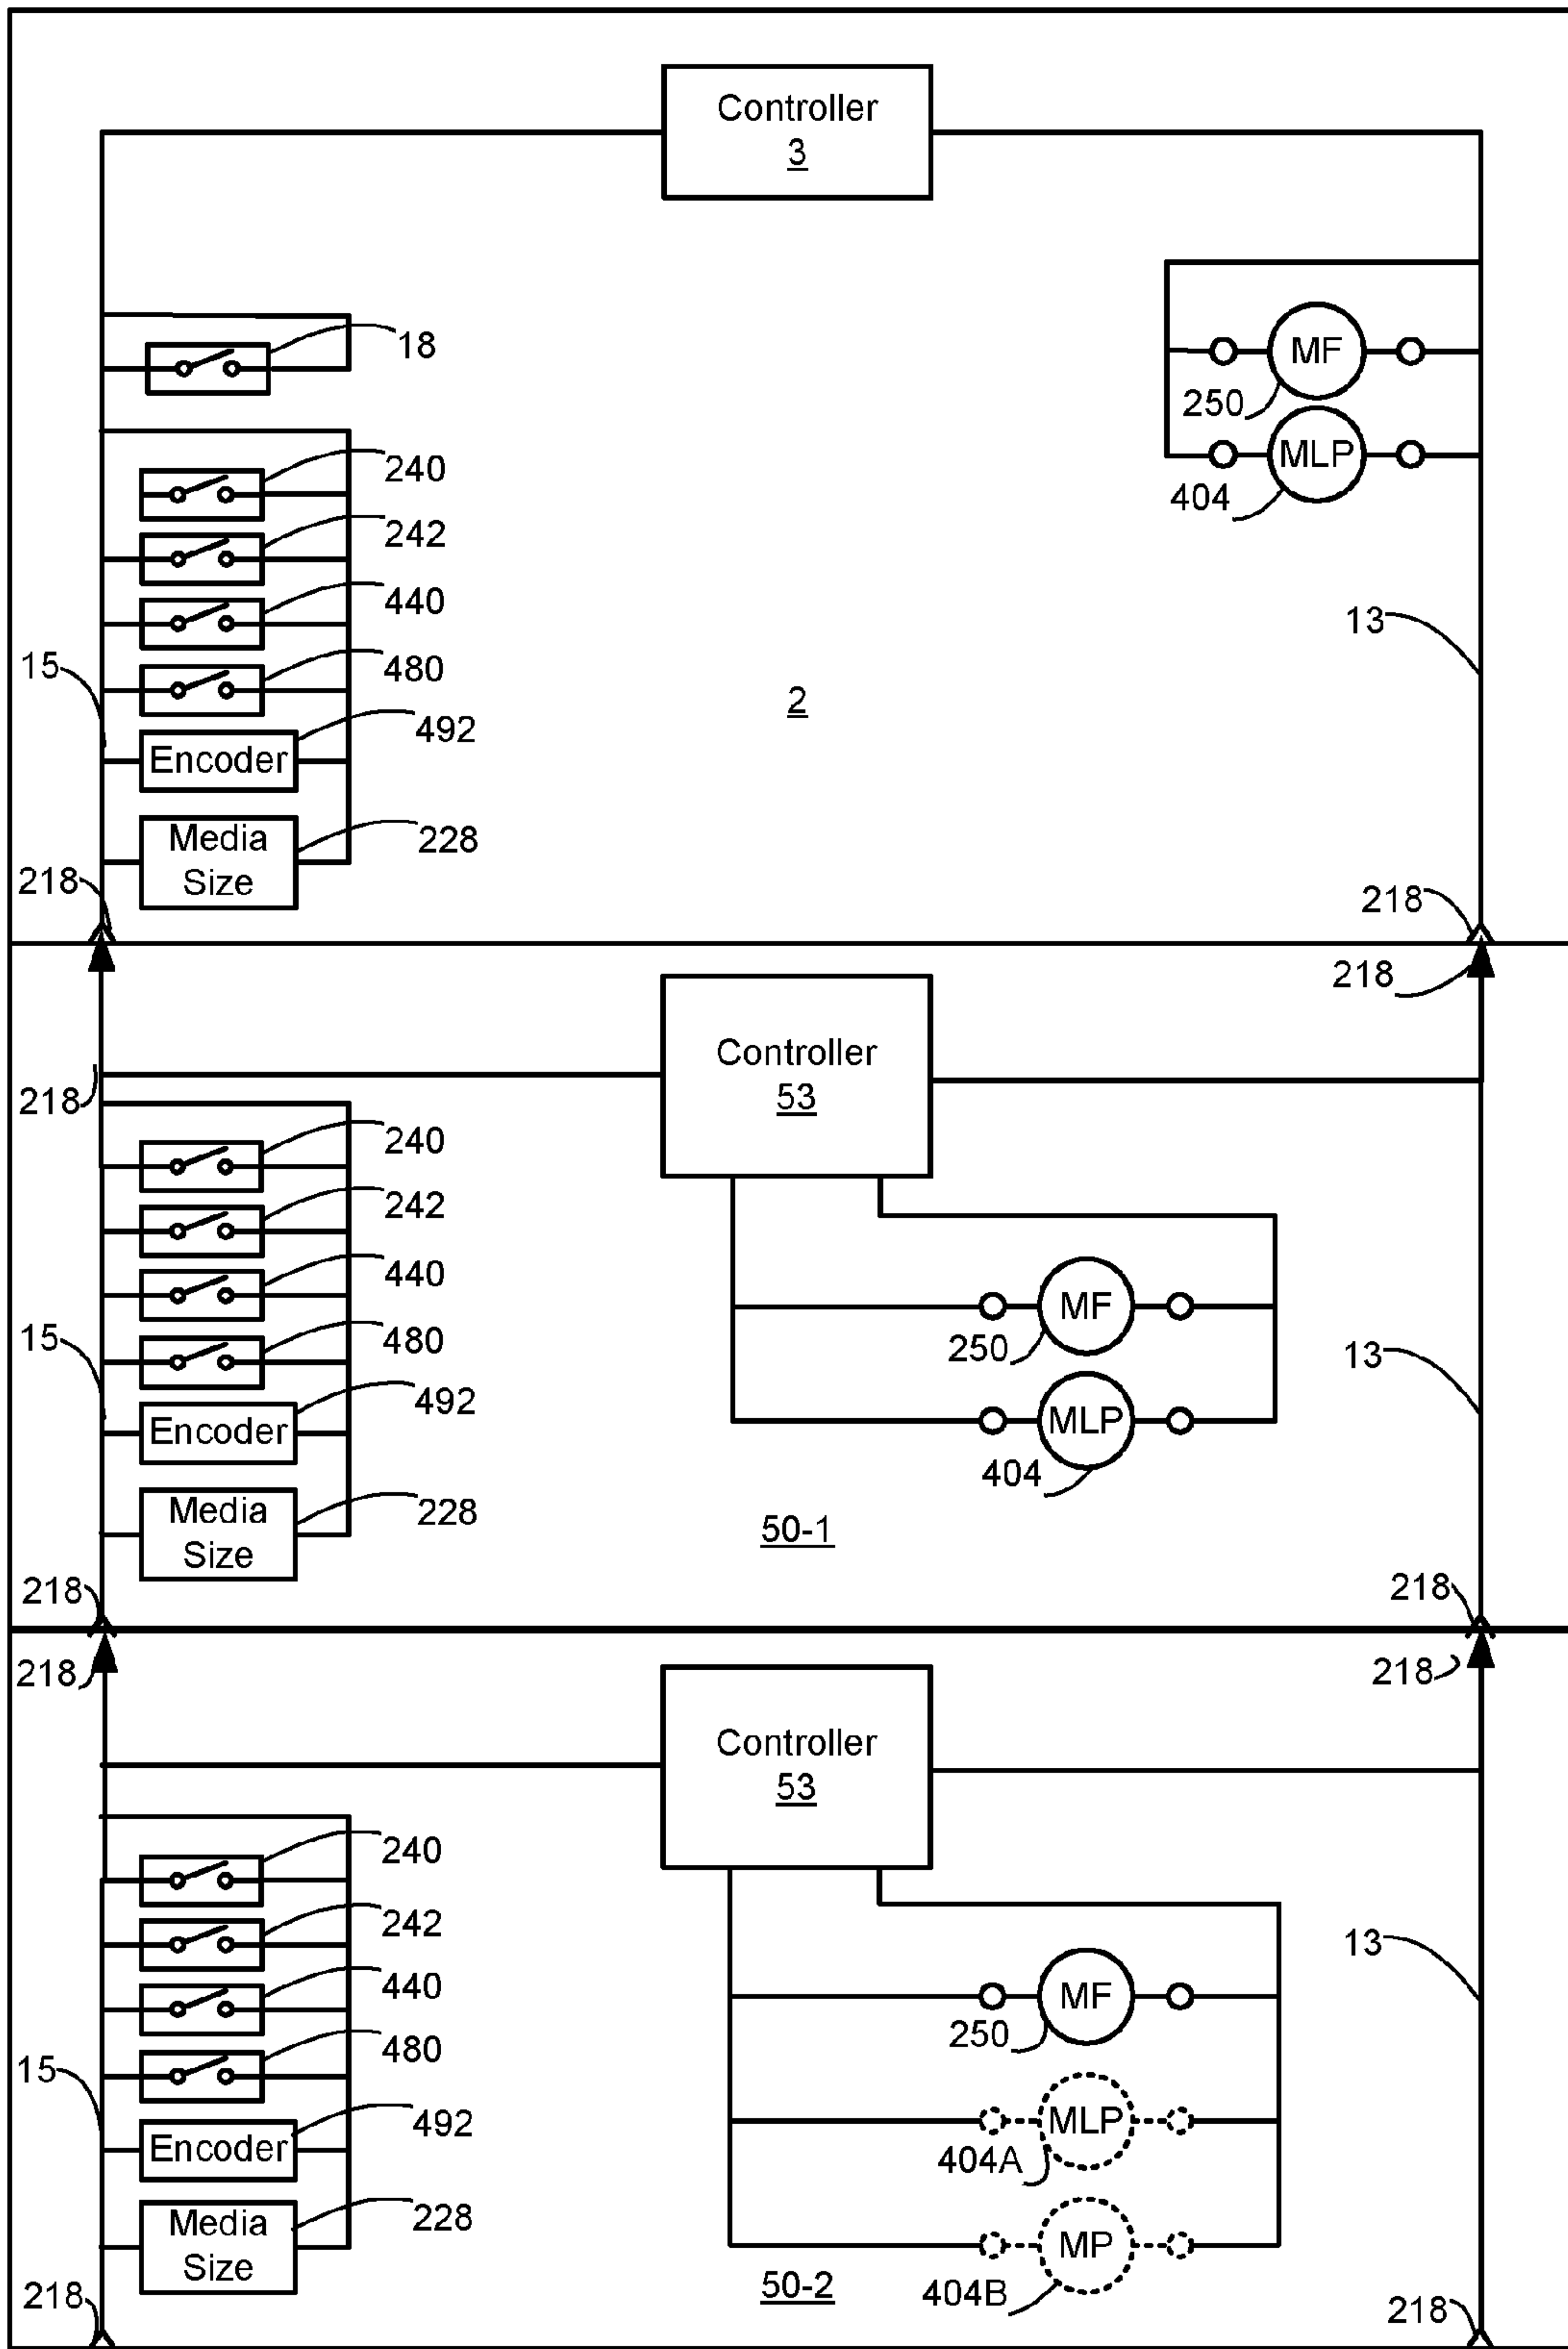 Controller
3
18
MF
250
240
MLP
404
242
440
13
15
480
2
492
Encoder
Media
Size
228
218
218
218
Controller
53
218
240
242
440
MF
250
15
480
13
492
Encoder
MLP
404
Media
Size
228
50-1
218
218
218
218
Controller
53
240
242
13
440
MF
250
15
480
492
Encoder
MLP
404A
Media
Size
228
MP
404B
50-2
218
218